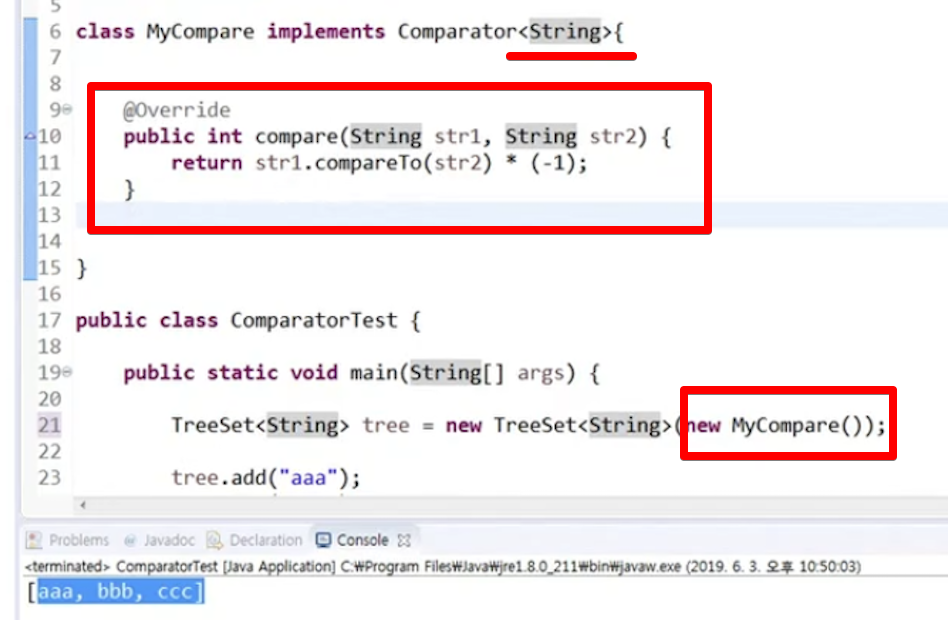 5
6 class MyCompare implements Comparator<String>{
7
8
9 @Override
10 public int compare(String str1, String str2) {
11 return str1.compareTo(str2) * (-1);
12 }
13
14
15 }
16
17 public class ComparatorTest {
18
19 public static void main(String[] args) {
20
21 TreeSet<String> tree = new TreeSet<String>(new MyCompare());
22
23 tree.add("aaa");
Problems @ Javadoc Declaration Console
<terminated> ComparatorTest [Java Application] C:₩Program Files₩Java₩jre1.8.0_211₩bin₩javaw.exe (2019. 6. 3. 오후 10:50:03)
[aaa, bbb, ccc]